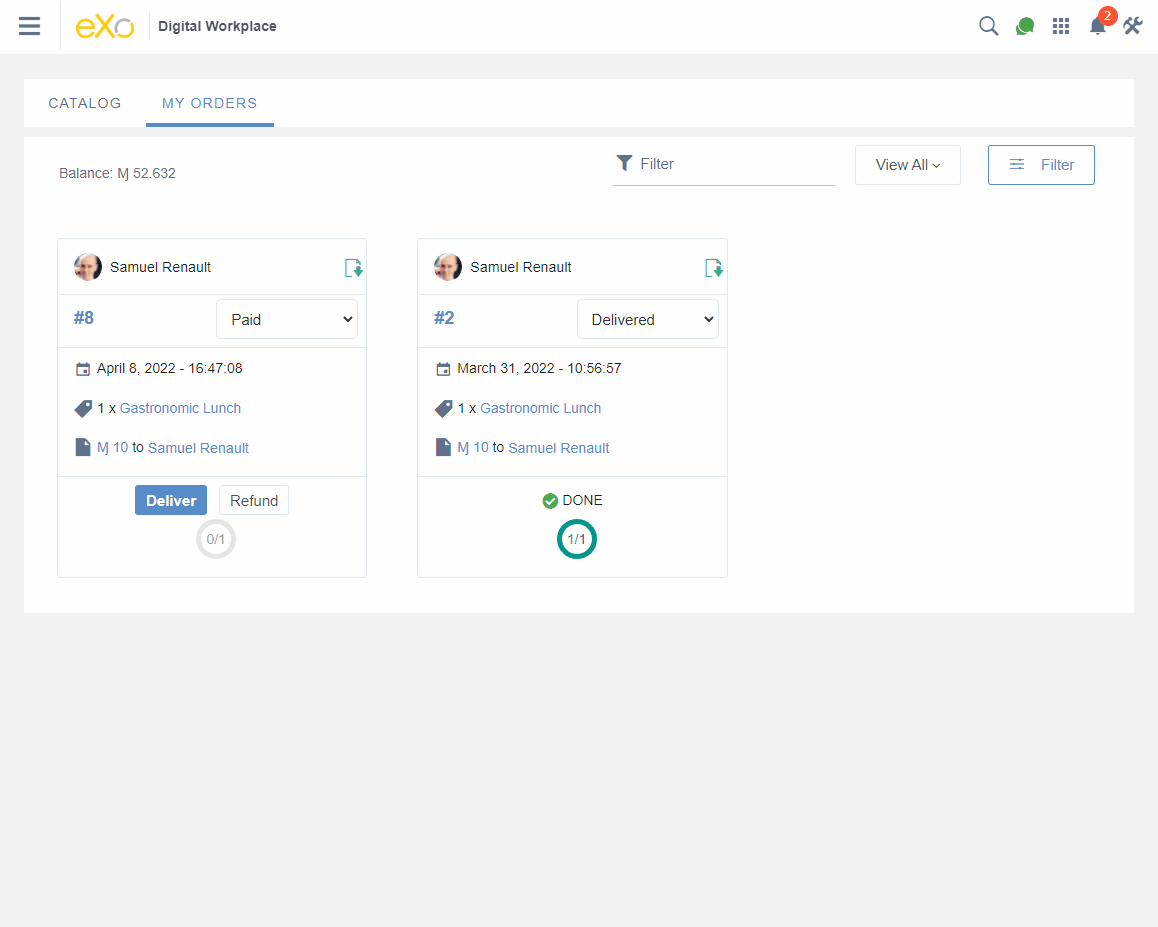 eXo
Digital Workplace
2
CATALOG
MY ORDERS
Balance: Ɱ 52.632
Filter
View All
Filter
Samuel Renault
#8
Paid
April 8, 2022 - 16:47:08
1 x Gastronomic Lunch
Ɱ 10 to Samuel Renault
Deliver
Refund
0/1
Samuel Renault
#2
Delivered
March 31, 2022 - 10:56:57
1 x Gastronomic Lunch
Ɱ 10 to Samuel Renault
DONE
1/1